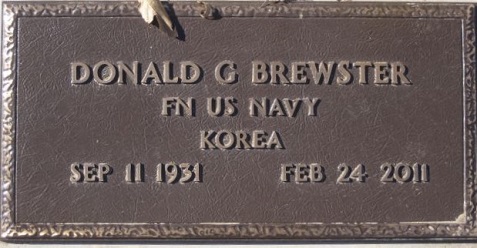 DONALD G BREWSTER
FN US NAVY
KOREA
SEP 11 1931 FEB 24 2011